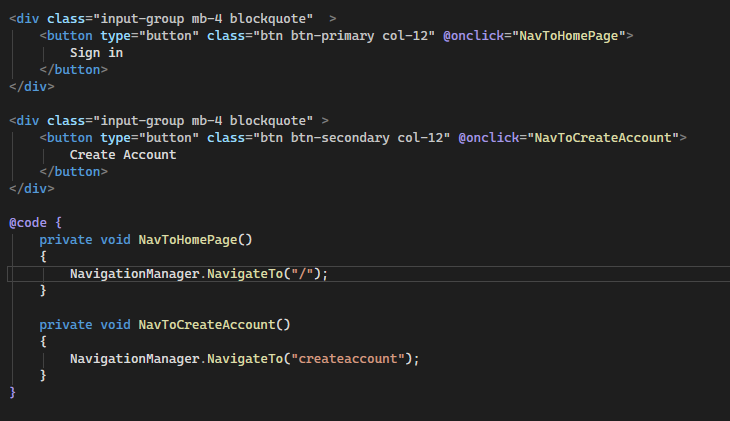 <div class="input-group mb-4 blockquote"  >
    <button type="button" class="btn btn-primary col-12" @onclick="NavToHomePage">
        Sign in
    </button>
</div>

<div class="input-group mb-4 blockquote" >
    <button type="button" class="btn btn-secondary col-12" @onclick="NavToCreateAccount">
        Create Account
    </button>
</div>

@code {
    private void NavToHomePage()
    {
        NavigationManager.NavigateTo("/");
    }

    private void NavToCreateAccount()
    {
        NavigationManager.NavigateTo("createaccount");
    }
}